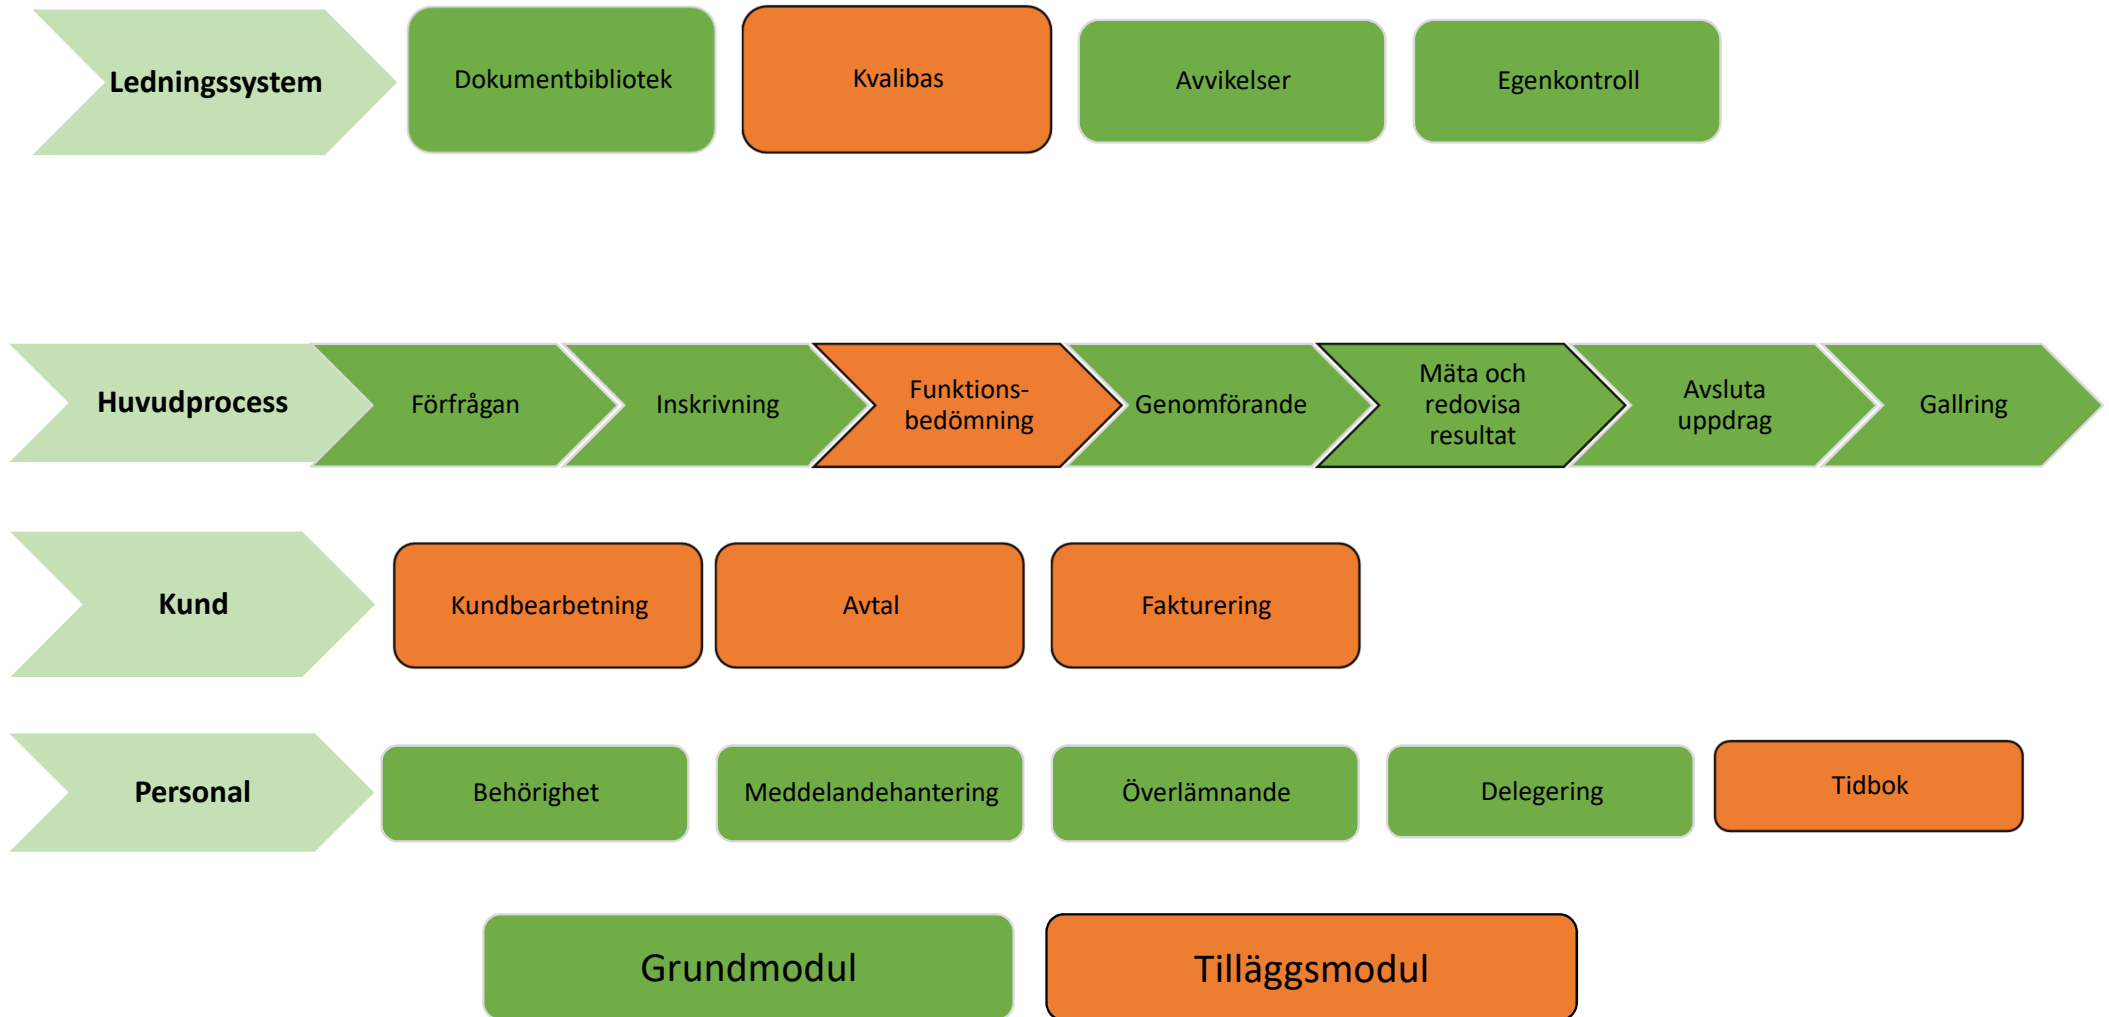 Ledningssystem
Dokumentbibliotek
Kvalibas
Avvikelser
Egenkontroll
Huvudprocess
Förfrågan
Inskrivning
Funktions-
bedömning
Genomförande
Mäta och
redovisa
resultat
Avsluta
uppdrag
Gallring
Kund
Kundbearbetning
Avtal
Fakturering
Personal
Behörighet
Meddelandehantering
Överlämnande
Delegering
Tidbok
Grundmodul
Tilläggsmodul